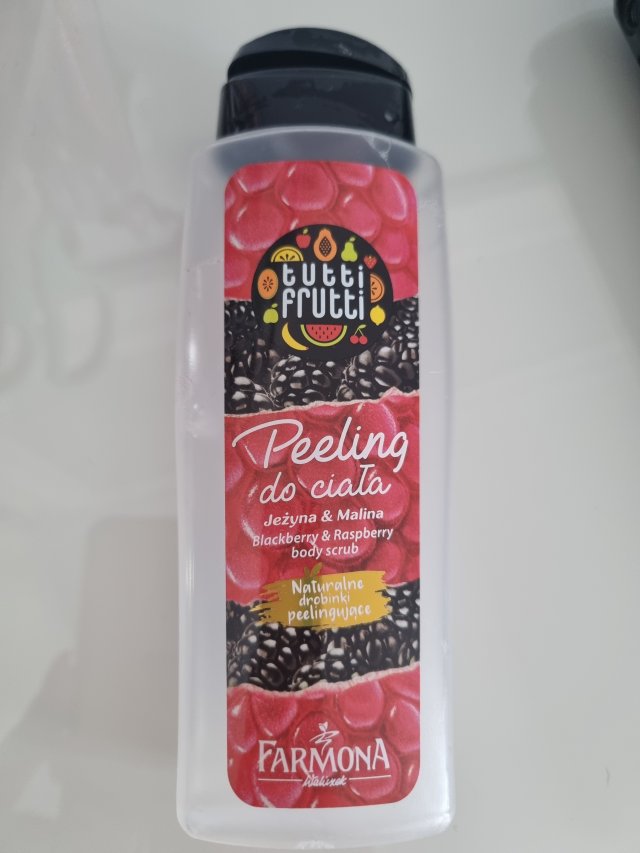 tutti
frutti
Peeling
do ciała
Jeżyna & Malina
Blackberry & Raspberry
body scrub
Naturalne
drobinki
peelingujące
FARMONA